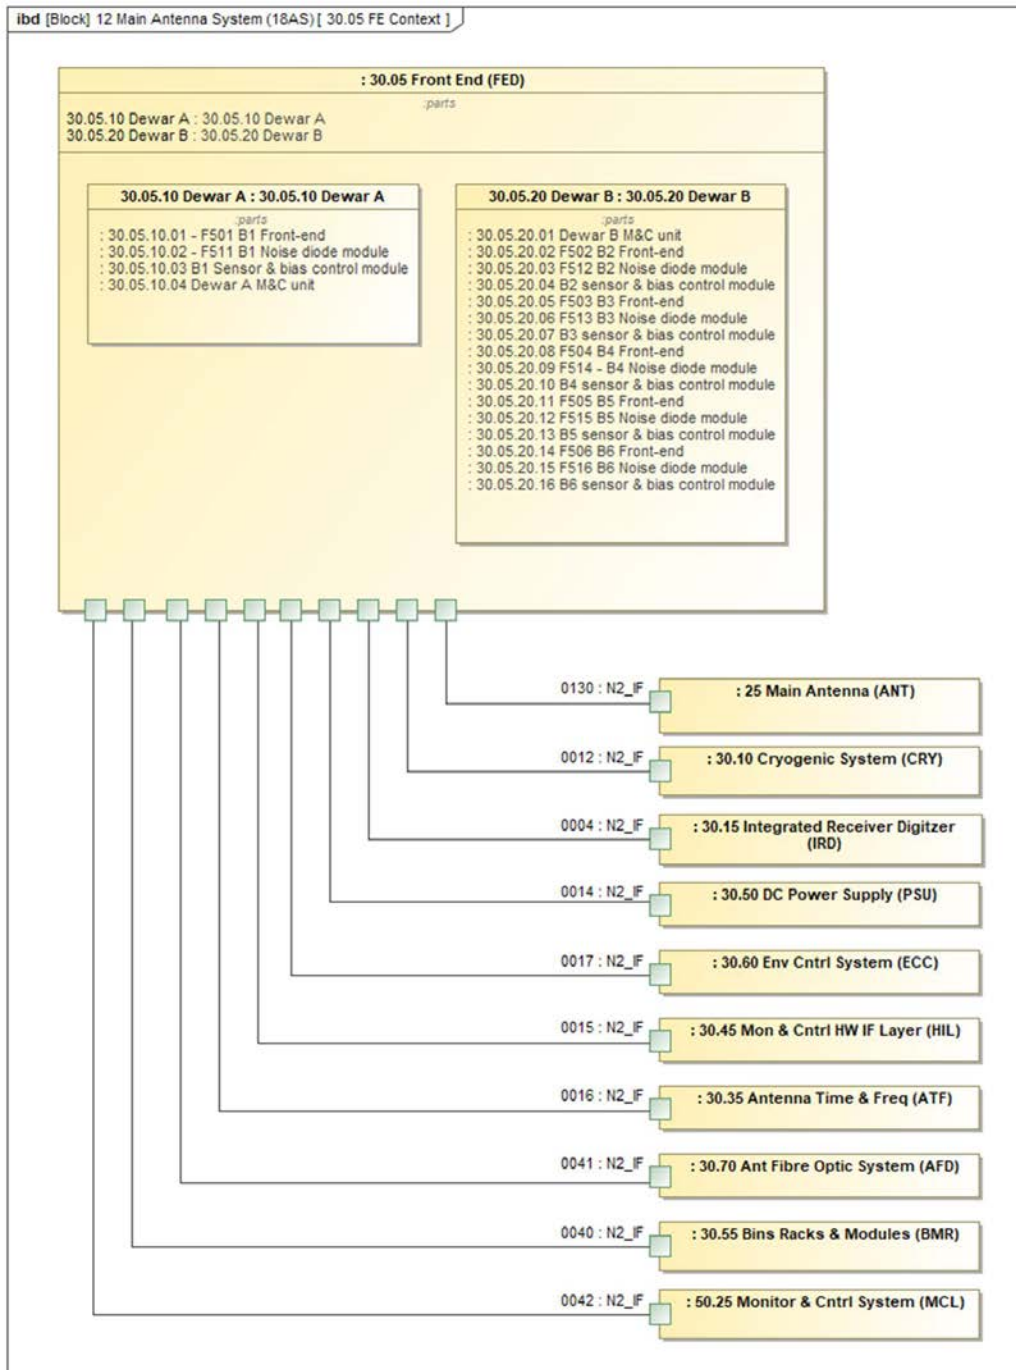 ibd [Block] 12 Main Antenna System (18AS) [ 30.05 FE Context ]
: 30.05 Front End (FED)
:parts
30.05.10 Dewar A : 30.05.10 Dewar A
30.05.20 Dewar B : 30.05.20 Dewar B
30.05.10 Dewar A : 30.05.10 Dewar A
:parts
: 30.05.10.01 - F501 B1 Front-end
: 30.05.10.02 - F511 B1 Noise diode module
: 30.05.10.03 B1 Sensor & bias control module
: 30.05.10.04 Dewar A M&C unit
30.05.20 Dewar B : 30.05.20 Dewar B
:parts
: 30.05.20.01 Dewar B M&C unit
: 30.05.20.02 F502 B2 Front-end
: 30.05.20.03 F512 B2 Noise diode module
: 30.05.20.04 B2 sensor & bias control module
: 30.05.20.05 F503 B3 Front-end
: 30.05.20.06 F513 B3 Noise diode module
: 30.05.20.07 B3 sensor & bias control module
: 30.05.20.08 F504 B4 Front-end
: 30.05.20.09 F514 - B4 Noise diode module
: 30.05.20.10 B4 sensor & bias control module
: 30.05.20.11 F505 B5 Front-end
: 30.05.20.12 F515 B5 Noise diode module
: 30.05.20.13 B5 sensor & bias control module
: 30.05.20.14 F506 B6 Front-end
: 30.05.20.15 F516 B6 Noise diode module
: 30.05.20.16 B6 sensor & bias control module
0130 : N2_IF
: 25 Main Antenna (ANT)
0012 : N2_IF
: 30.10 Cryogenic System (CRY)
0004 : N2_IF
: 30.15 Integrated Receiver Digitzer
(IRD)
0014 : N2_IF
: 30.50 DC Power Supply (PSU)
0017 : N2_IF
: 30.60 Env Cntrl System (ECC)
0015 : N2_IF
: 30.45 Mon & Cntrl HW IF Layer (HIL)
0016 : N2_IF
: 30.35 Antenna Time & Freq (ATF)
0041 : N2_IF
: 30.70 Ant Fibre Optic System (AFD)
0040 : N2_IF
: 30.55 Bins Racks & Modules (BMR)
0042 : N2_IF
: 50.25 Monitor & Cntrl System (MCL)